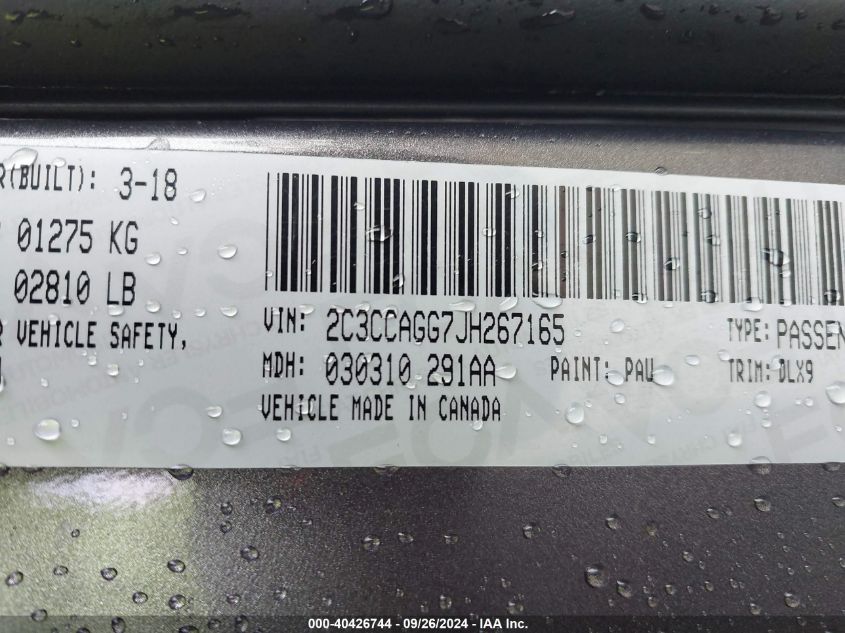 R(BUILT): 3-18
01275 KG
02810 LB
VEHICLE SAFETY,
VIN: 2C3CCAGG7JH267165 TYPE: PASSEN
MDH: 030310 291AA PAINT: PAU TRIM: DLX9
VEHICLE MADE IN CANADA
000-40426744 - 09/26/2024 - IAA Inc.